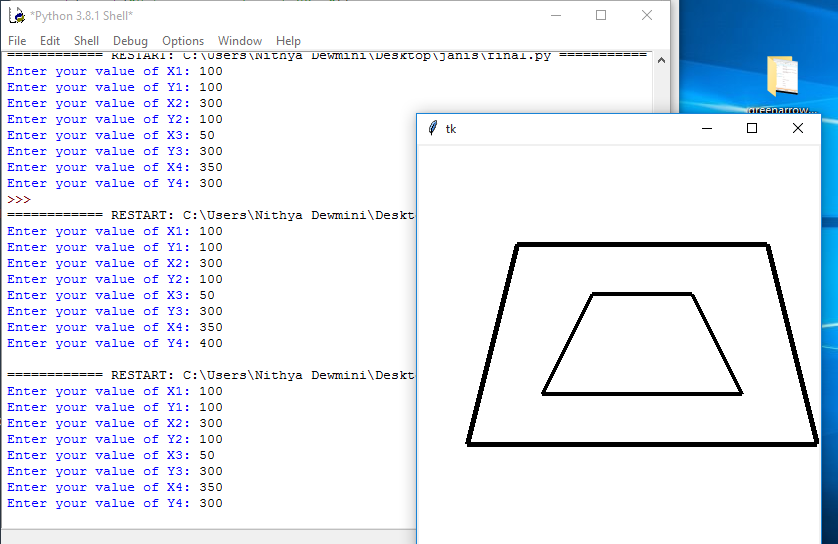 *Python 3.8.1 Shell*
File Edit Shell Debug Options Window Help
============ RESTART: C:\Users\Nithya Dewmini\Desktop\janis\final.py ===========
Enter your value of X1: 100
Enter your value of Y1: 100
Enter your value of X2: 300
Enter your value of Y2: 100
Enter your value of X3: 50
Enter your value of Y3: 300
Enter your value of X4: 350
Enter your value of Y4: 300
>>>
============ RESTART: C:\Users\Nithya Dewmini\Deskt
Enter your value of X1: 100
Enter your value of Y1: 100
Enter your value of X2: 300
Enter your value of Y2: 100
Enter your value of X3: 50
Enter your value of Y3: 300
Enter your value of X4: 350
Enter your value of Y4: 400
============ RESTART: C:\Users\Nithya Dewmini\Deskt
Enter your value of X1: 100
Enter your value of Y1: 100
Enter your value of X2: 300
Enter your value of Y2: 100
Enter your value of X3: 50
Enter your value of Y3: 300
Enter your value of X4: 350
Enter your value of Y4: 300
tk